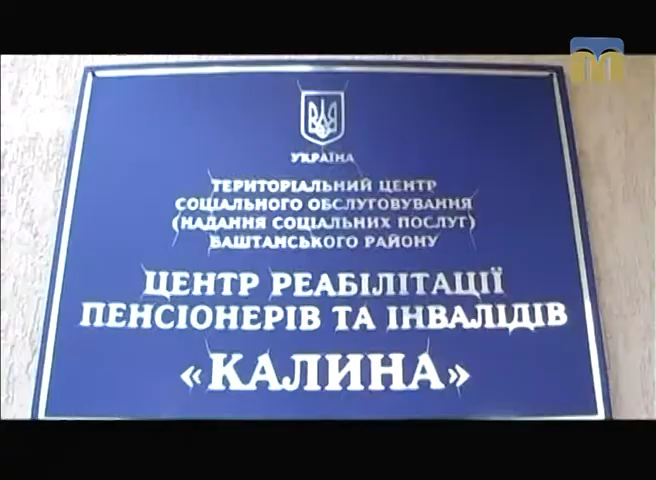 УКРАЇНА
ТЕРИТОРІАЛЬНИЙ ЦЕНТР
СОЦІАЛЬНОГО ОБСЛУГОВУВАННЯ
(НАДАННЯ СОЦІАЛЬНИХ ПОСЛУГ)
БАШТАНСЬКОГО РАЙОНУ
ЦЕНТР РЕАБІЛІТАЦІЇ
ПЕНСІОНЕРІВ ТА ІНВАЛІДІВ
«КАЛИНА»